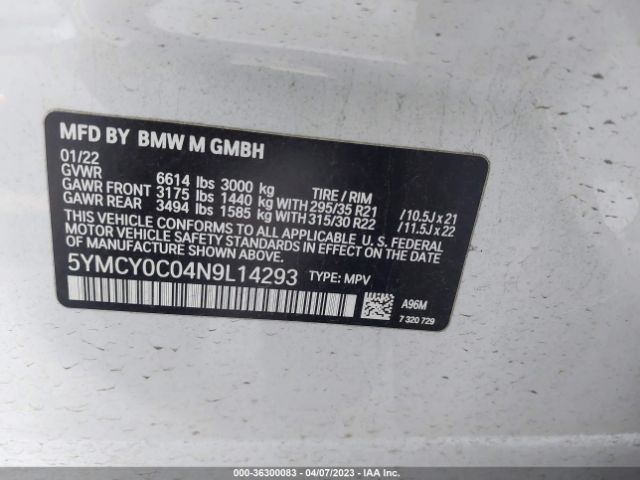 MFD BY BMW M GMBH
01/22
GVWR 6614 lbs 3000 kg TIRE / RIM
GAWR FRONT 3175 lbs 1440 kg WITH 295/35 R21 /10.5J x 21
GAWR REAR 3494 lbs 1585 kg WITH 315/30 R22 /11.5J x 22
THIS VEHICLE CONFORMS TO ALL APPLICABLE U.S. FEDERAL
MOTOR VEHICLE SAFETY STANDARDS IN EFFECT ON THE DATE
OF MANUFACTURE.
5YMCY0C04N9L14293 TYPE: MPV
A96M
7 320 729
000-36300083 / 04/07/2023 / IAA Inc.